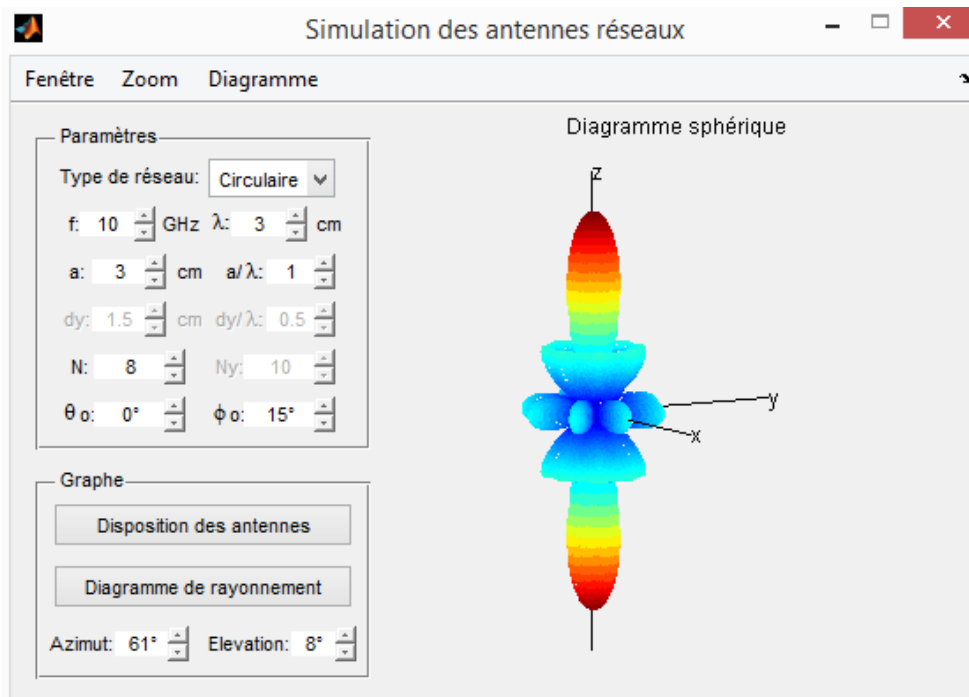 Simulation des antennes réseaux
Fenêtre Zoom Diagramme
Paramètres
Type de réseau: Circulaire
f: 10 GHz λ: 3 cm
a: 3 cm a/λ: 1
dy: 1.5 cm dy/λ: 0.5
N: 8 Ny: 10
θo: 0° ϕo: 15°
Graphe
Disposition des antennes
Diagramme de rayonnement
Azimut: 61° Elevation: 8°
Diagramme sphérique
z
y
x